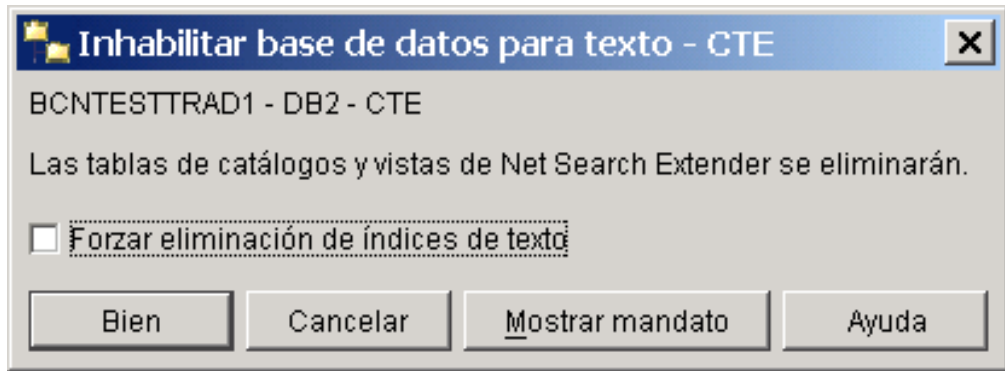 Inhabilitar base de datos para texto - CTE
BCNTESTTRAD1 - DB2 - CTE
Las tablas de catálogos y vistas de Net Search Extender se eliminarán.
Forzar eliminación de índices de texto
Bien Cancelar Mostrar mandato Ayuda